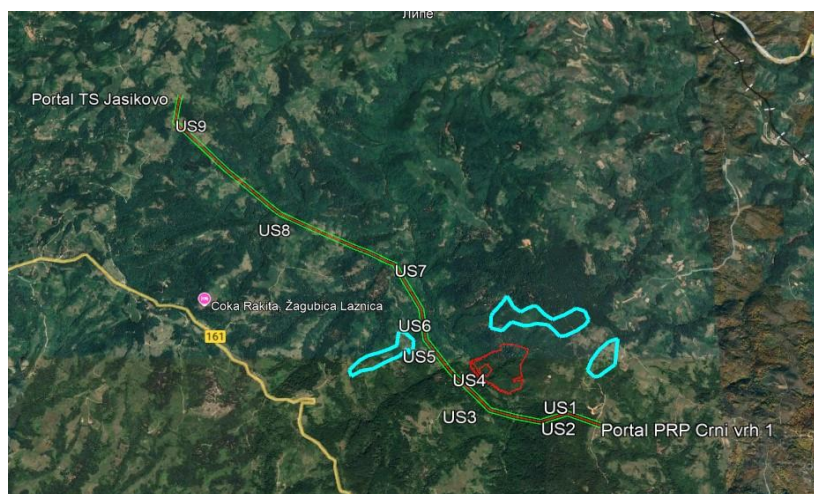 Липе
Portal TS Jasikovo
US9
US8
US7
Coka Rakita, Žagubica Laznica
161
US6
US5
US4
US3
US1
US2
Portal PRP Crni vrh 1